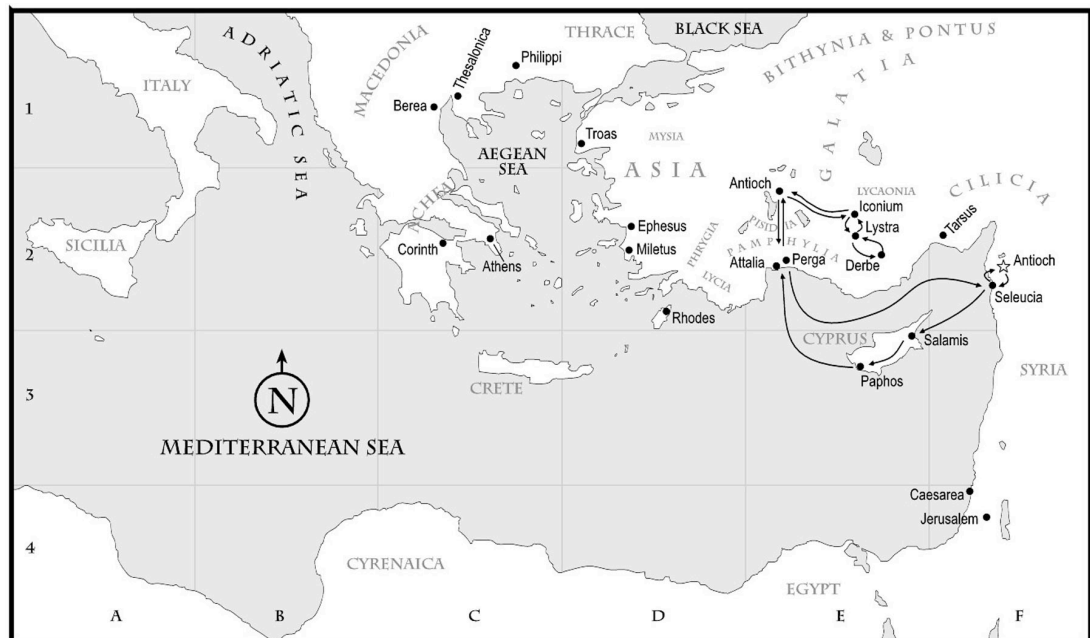 BLACK SEA
THRACE
BITHYNIA & PONTUS
ADRIATIC SEA
MACEDONIA
Thesalonica
Philippi
GALATIA
ITALY
Berea
1
Troas
MYSIA
AEGEAN
SEA
ASIA
Antioch
LYCAONIA
CILICIA
ACHEA
Iconium
PISIDIA
Lystra
Tarsus
Ephesus
SICILIA
Corinth
Athens
Miletus
PHRYGIA
PAMPHYLIA
2
Attalia
Perga
Derbe
Antioch
LYCIA
Seleucia
Rhodes
CYPRUS
Salamis
SYRIA
CRETE
Paphos
3
N
MEDITERRANEAN SEA
Caesarea
Jerusalem
4
CYRENAICA
EGYPT
A
B
C
D
E
F